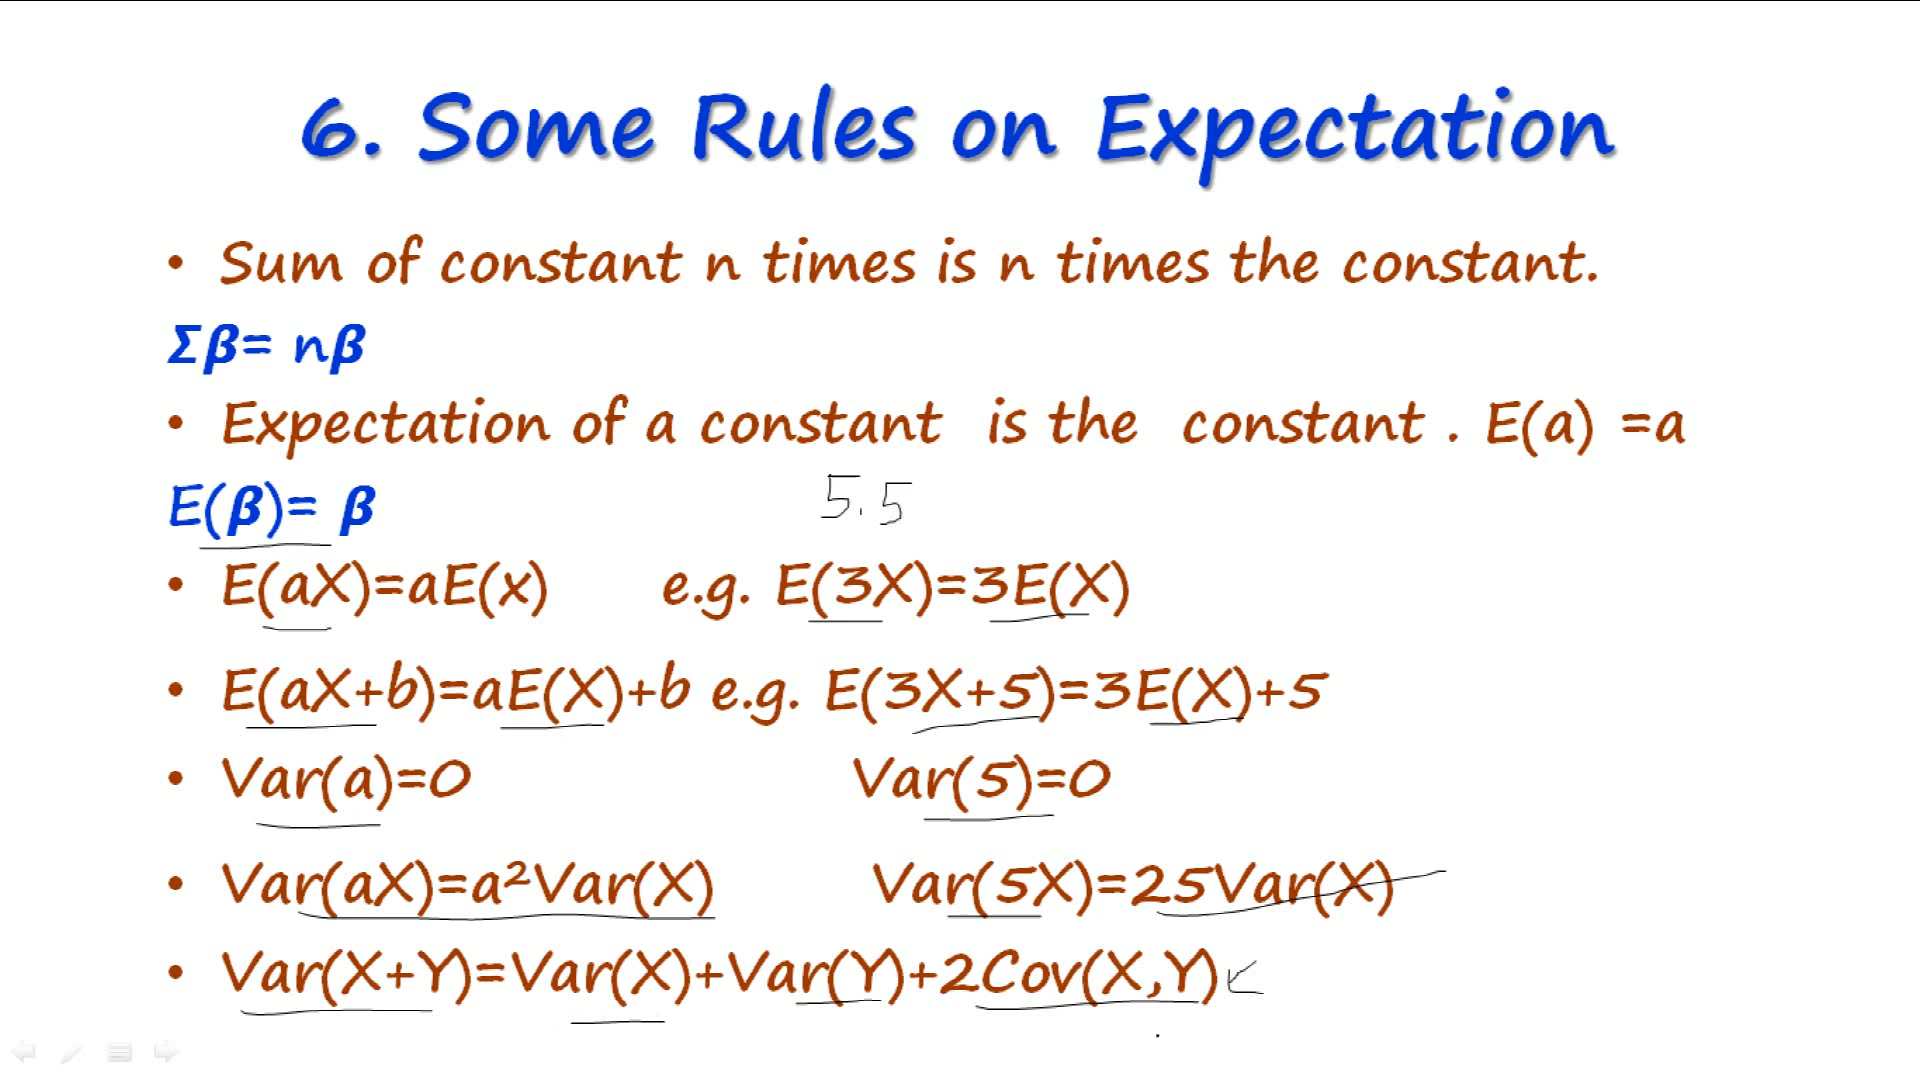 6. Some Rules on Expectation
• Sum of constant n times is n times the constant.
Σβ= nβ
• Expectation of a constant is the constant . E(a) =a
E(β)= β
5.5
• E(aX)=aE(x) e.g. E(3X)=3E(X)
• E(aX+b)=aE(X)+b e.g. E(3X+5)=3E(X)+5
• Var(a)=0 Var(5)=0
• Var(aX)=a²Var(X) Var(5X)=25Var(X)
• Var(X+Y)=Var(X)+Var(Y)+2Cov(X,Y)